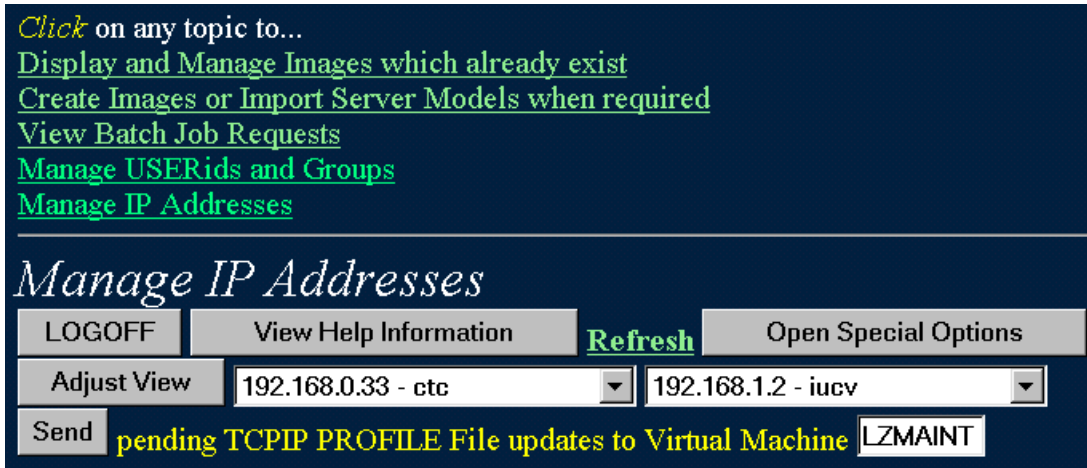 Click on any topic to...
Display and Manage Images which already exist
Create Images or Import Server Models when required
View Batch Job Requests
Manage USERids and Groups
Manage IP Addresses
Manage IP Addresses
LOGOFF View Help Information Refresh Open Special Options
Adjust View 192.168.0.33 - ctc 192.168.1.2 - iucv
Send pending TCPIP PROFILE File updates to Virtual Machine LZMAINT